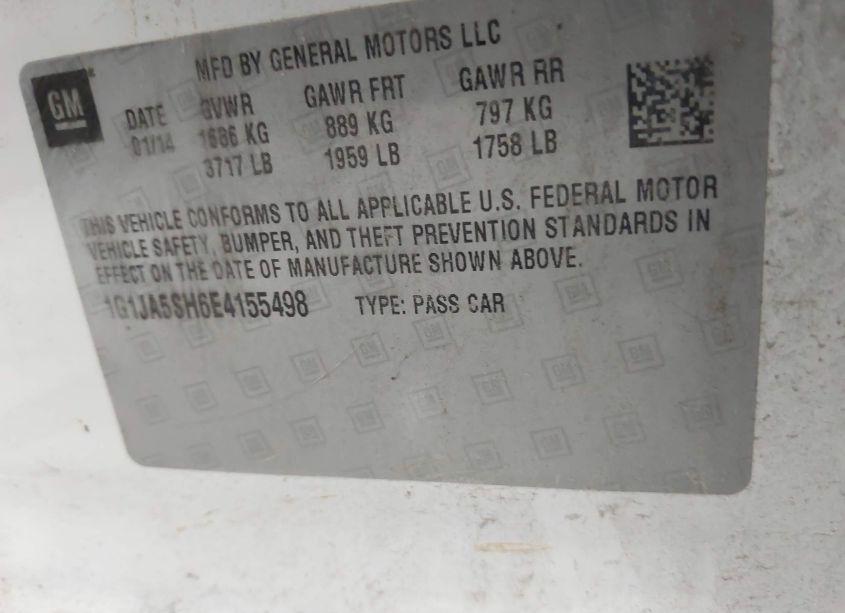 GM
MFD BY GENERAL MOTORS LLC
DATE GVWR GAWR FRT GAWR RR
01/14 1686 KG 889 KG 797 KG
3717 LB 1959 LB 1758 LB
THIS VEHICLE CONFORMS TO ALL APPLICABLE U.S. FEDERAL MOTOR
VEHICLE SAFETY, BUMPER, AND THEFT PREVENTION STANDARDS IN
EFFECT ON THE DATE OF MANUFACTURE SHOWN ABOVE.
1G1JA5SH6E4155498 TYPE: PASS CAR